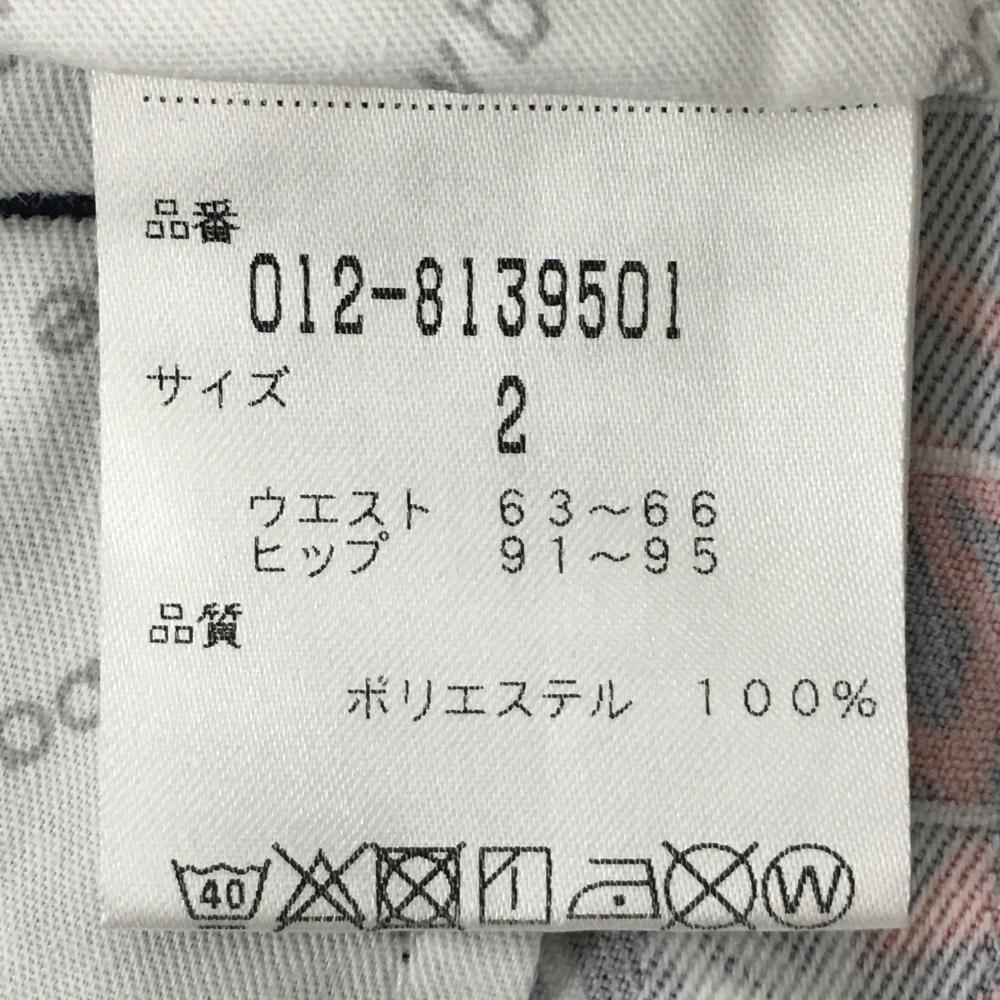 品番
012-8139501
サイズ
2
ウエスト 63～66
ヒップ 91～95
品質
ポリエステル 100%
40
W